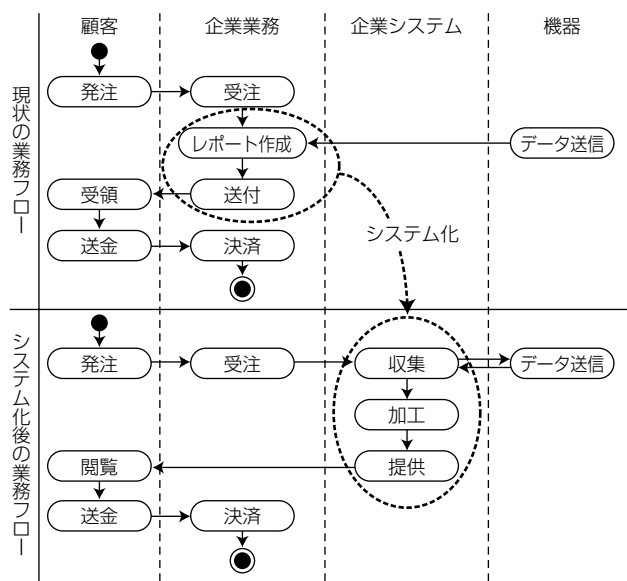 顧客
企業業務
企業システム
機器
現状の業務フロー
発注
受注
レポート作成
データ送信
受領
送付
送金
決済
システム化
システム化後の業務フロー
発注
受注
収集
データ送信
加工
閲覧
提供
送金
決済